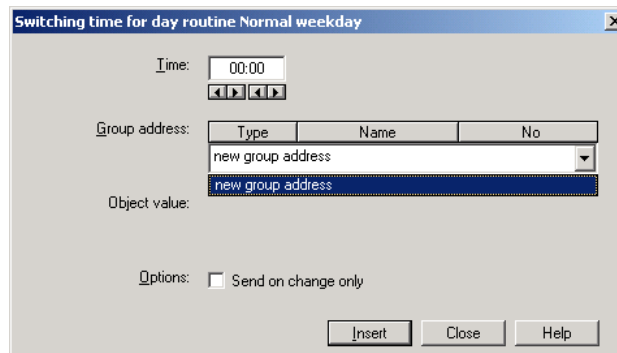 Switching time for day routine Normal weekday
Time: 00:00
Group address: Type Name No
new group address
new group address
Object value:
Options: Send on change only
Insert Close Help